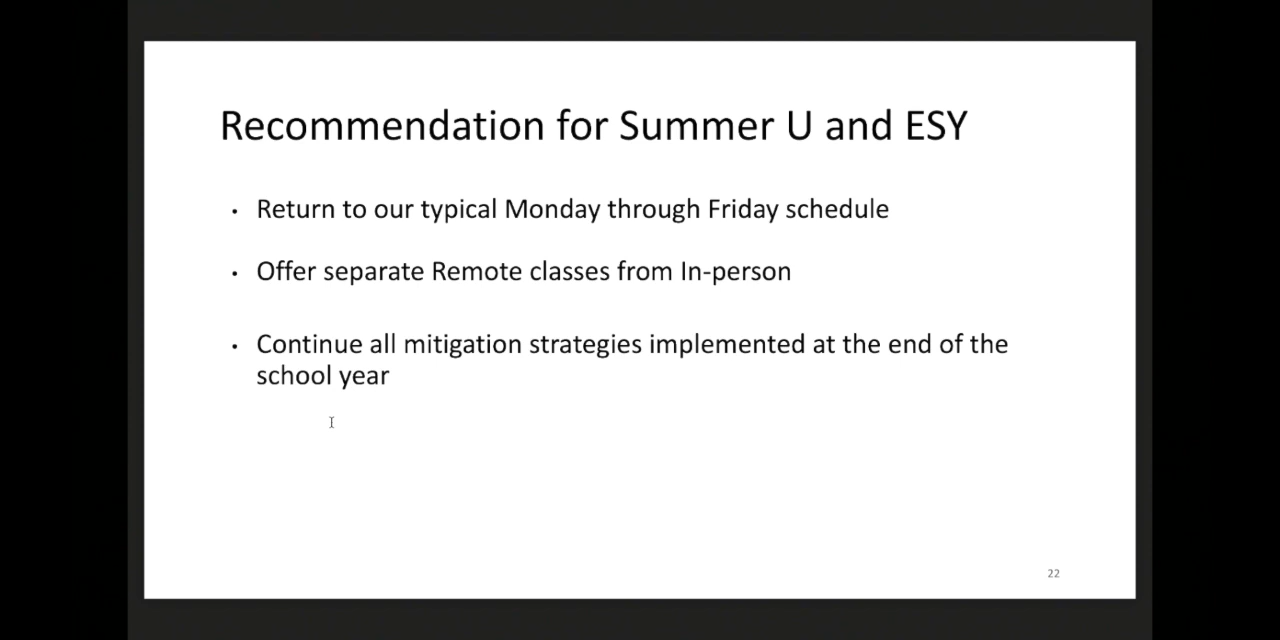 Recommendation for Summer U and ESY
• Return to our typical Monday through Friday schedule
• Offer separate Remote classes from In-person
• Continue all mitigation strategies implemented at the end of the
school year
22